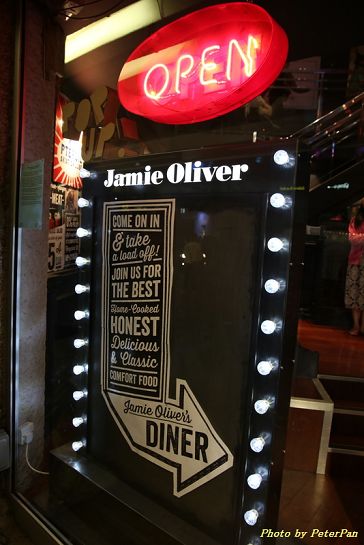 OPEN
Jamie Oliver
COME ON IN
& take
a load off!
JOIN US FOR
THE BEST
Home-Cooked
HONEST
Delicious
& Classic
COMFORT FOOD
Jamie Oliver's
DINER
Photo by PeterPan